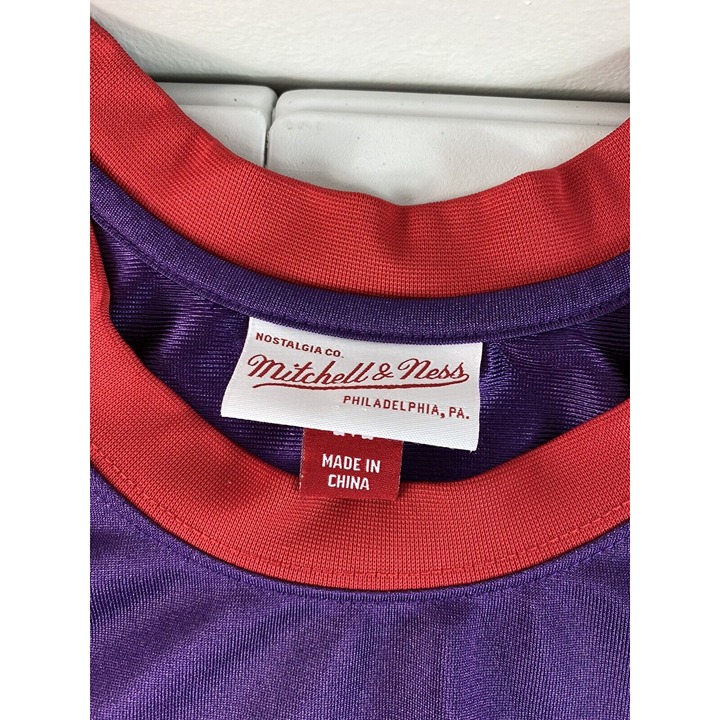 NOSTALGIA CO.
Mitchell & Ness
PHILADELPHIA, PA.
MADE IN
CHINA